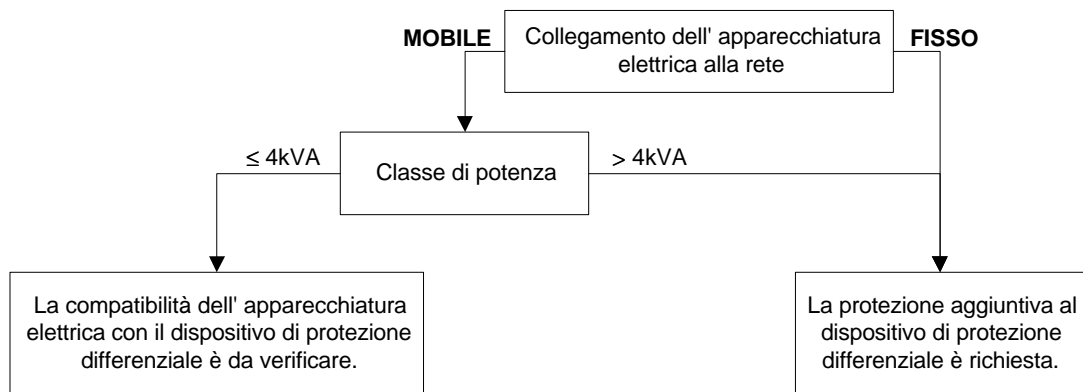 MOBILE
Collegamento dell' apparecchiatura
elettrica alla rete
FISSO
≤ 4kVA
Classe di potenza
> 4kVA
La compatibilità dell' apparecchiatura
elettrica con il dispositivo di protezione
differenziale è da verificare.
La protezione aggiuntiva al
dispositivo di protezione
differenziale è richiesta.